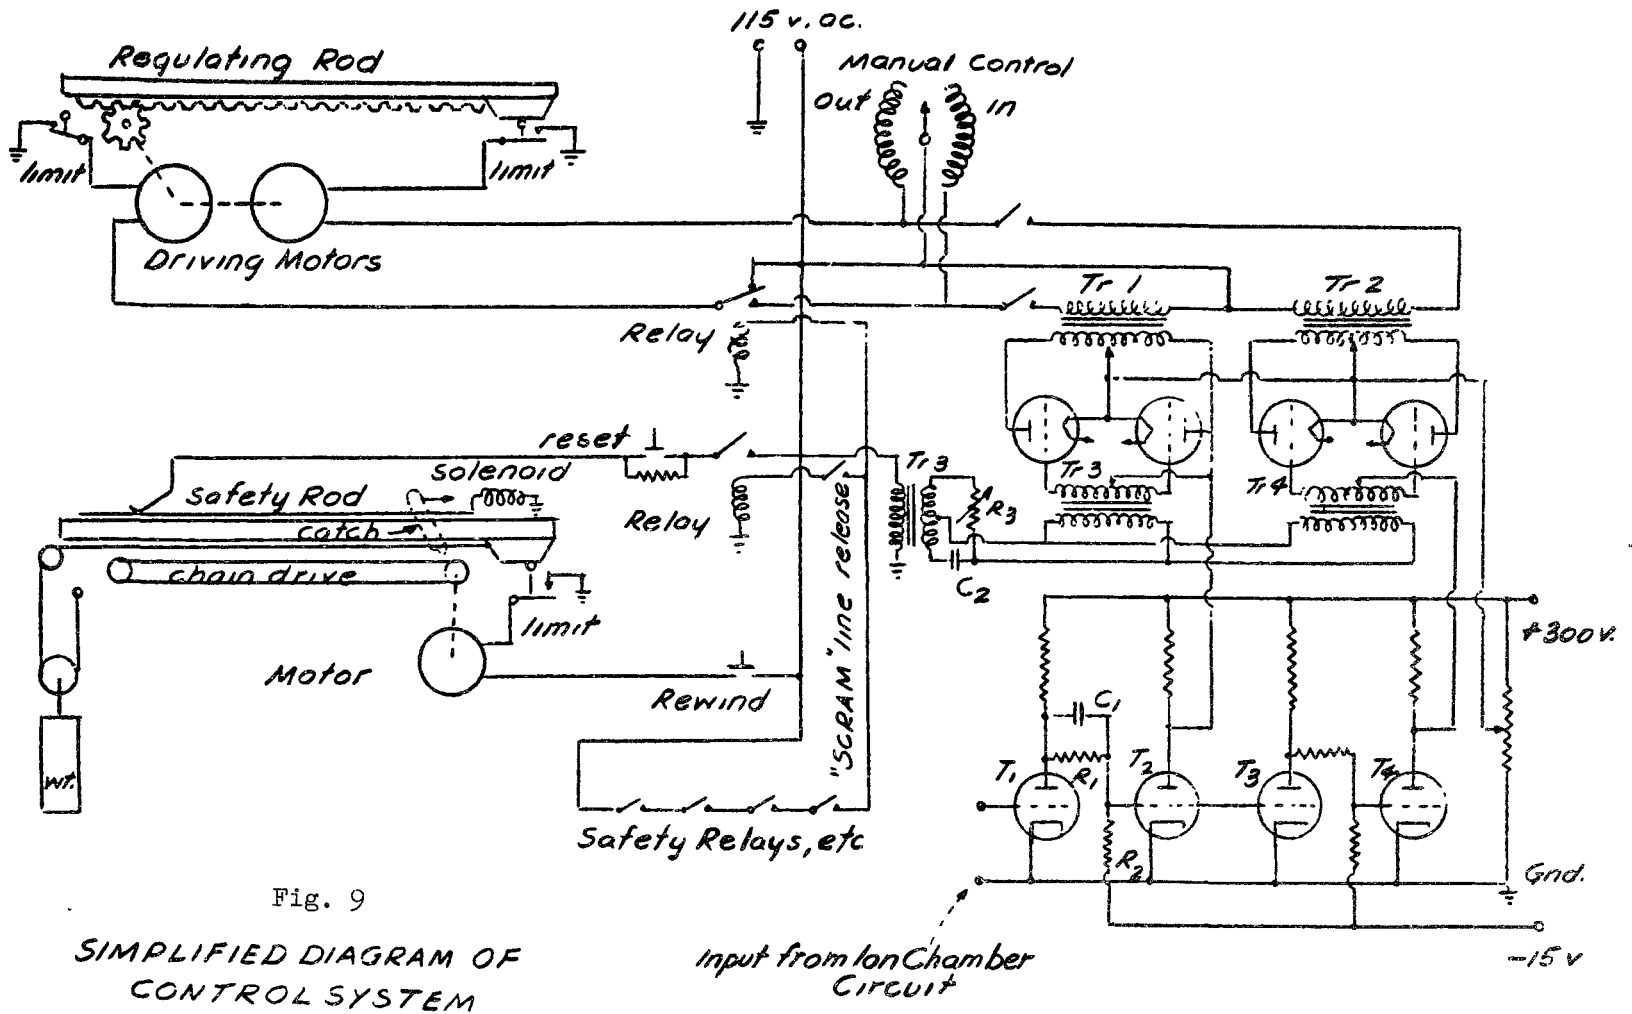 115 v. ac.
Regulating Rod
Manual Control
Out
In
limit
limit
Driving Motors
Tr 1
Tr 2
Relay
reset
solenoid
Safety Rod
catch
Relay
Tr 3
R3
Tr 3
Tr 4
chain drive
C2
limit
"SCRAM" line release
+300v.
Motor
Rewind
C1
wt.
T1
R1
T2
T3
T4
Safety Relays, etc
R2
Gnd.
Fig. 9
SIMPLIFIED DIAGRAM OF
CONTROL SYSTEM
Input from Ion Chamber
Circuit
-15 v